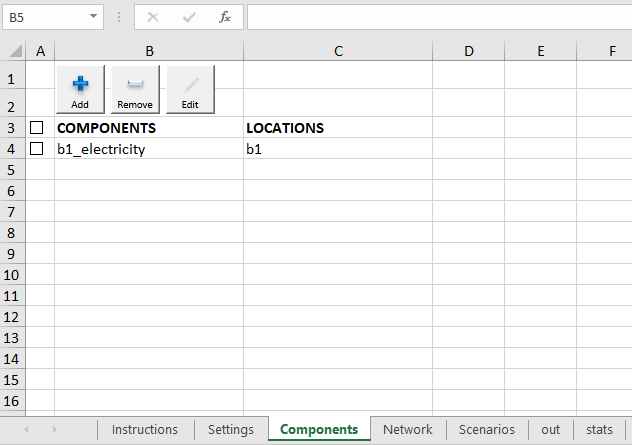 B5 fx
A B C D E F
1
2
Add Remove Edit
3 COMPONENTS LOCATIONS
4 b1_electricity b1
5
6
7
8
9
10
11
12
13
14
15
16
Instructions Settings Components Network Scenarios out stats